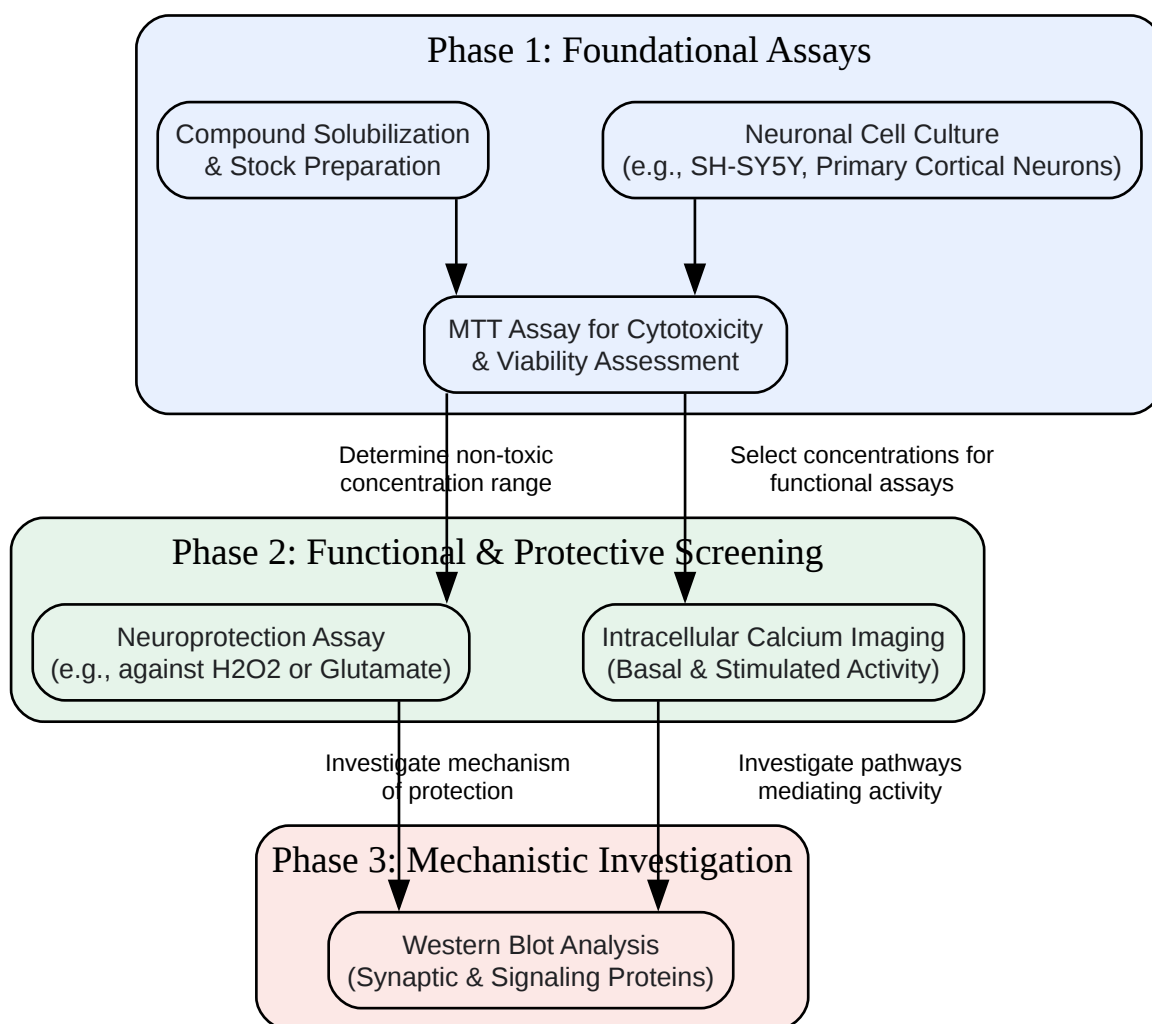 Phase 1: Foundational Assays
Compound Solubilization
& Stock Preparation
Neuronal Cell Culture
(e.g., SH-SY5Y, Primary Cortical Neurons)
MTT Assay for Cytotoxicity
& Viability Assessment
Determine non-toxic
concentration range
Select concentrations for
functional assays
Phase 2: Functional & Protective Screening
Neuroprotection Assay
(e.g., against H2O2 or Glutamate)
Intracellular Calcium Imaging
(Basal & Stimulated Activity)
Investigate mechanism
of protection
Investigate pathways
mediating activity
Phase 3: Mechanistic Investigation
Western Blot Analysis
(Synaptic & Signaling Proteins)